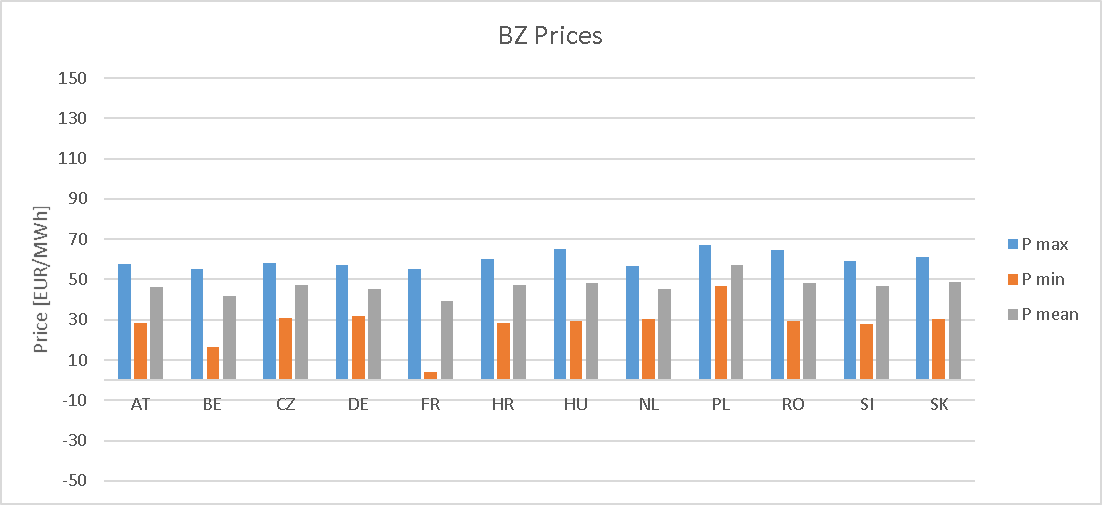 BZ Prices
150
130
110
90
70
50
30
10
-10
-30
-50
Price [EUR/MWh]
AT BE CZ DE FR HR HU NL PL RO SI SK
P max
P min
P mean